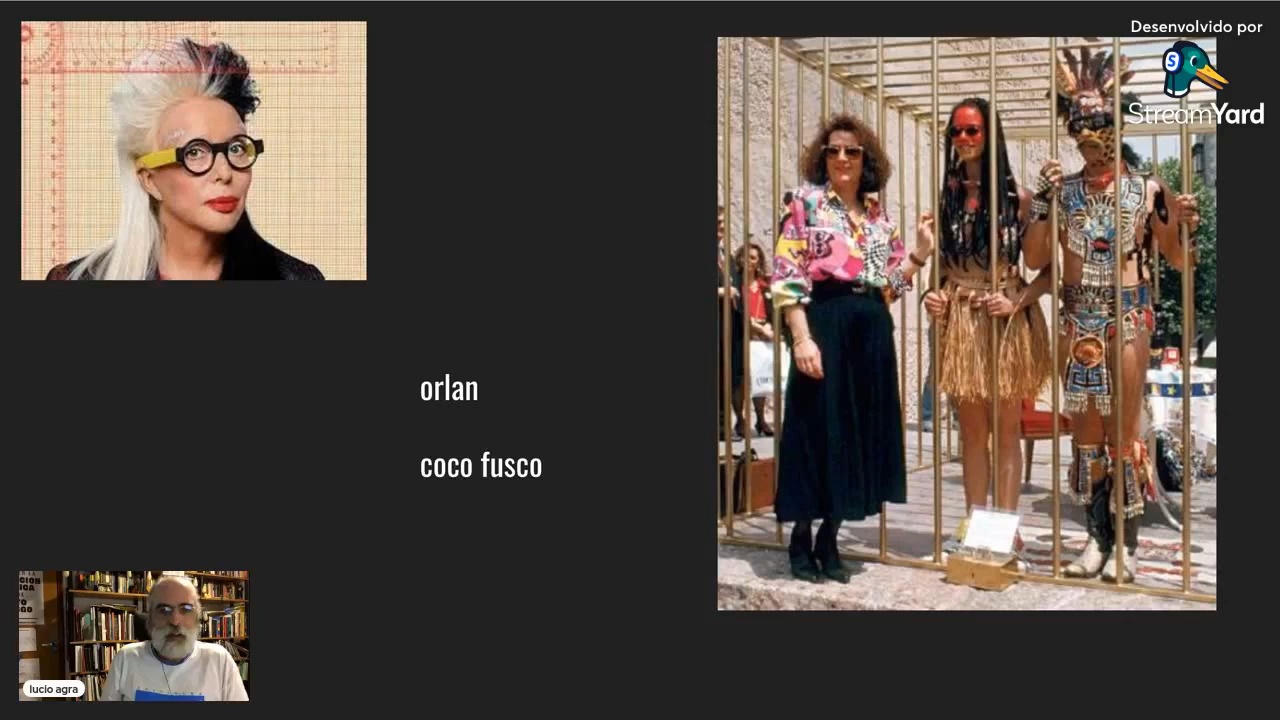 Desenvolvido por
StreamYard
orlan
coco fusco
lucio agra